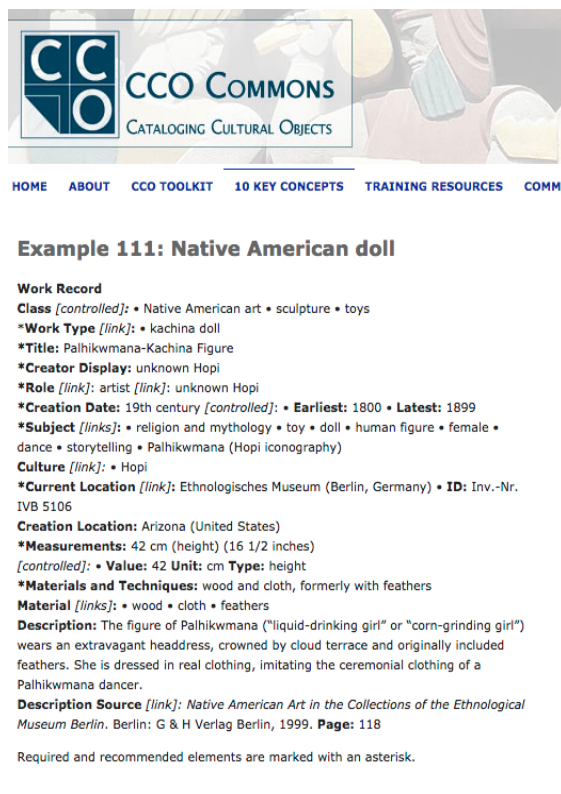 CCO
CCO COMMONS
CATALOGING CULTURAL OBJECTS
HOME ABOUT CCO TOOLKIT 10 KEY CONCEPTS TRAINING RESOURCES COMM
Example 111: Native American doll
Work Record
Class [controlled]: • Native American art • sculpture • toys
*Work Type [link]: • kachina doll
*Title: Palhikwmana-Kachina Figure
*Creator Display: unknown Hopi
*Role [link]: artist [link]: unknown Hopi
*Creation Date: 19th century [controlled]: • Earliest: 1800 • Latest: 1899
*Subject [links]: • religion and mythology • toy • doll • human figure • female •
dance • storytelling • Palhikwmana (Hopi iconography)
Culture [link]: • Hopi
*Current Location [link]: Ethnologisches Museum (Berlin, Germany) • ID: Inv.-Nr.
IVB 5106
Creation Location: Arizona (United States)
*Measurements: 42 cm (height) (16 1/2 inches)
[controlled]: • Value: 42 Unit: cm Type: height
*Materials and Techniques: wood and cloth, formerly with feathers
Material [links]: • wood • cloth • feathers
Description: The figure of Palhikwmana (“liquid-drinking girl” or “corn-grinding girl”)
wears an extravagant headdress, crowned by cloud terrace and originally included
feathers. She is dressed in real clothing, imitating the ceremonial clothing of a
Palhikwmana dancer.
Description Source [link]: Native American Art in the Collections of the Ethnological
Museum Berlin. Berlin: G & H Verlag Berlin, 1999. Page: 118
Required and recommended elements are marked with an asterisk.